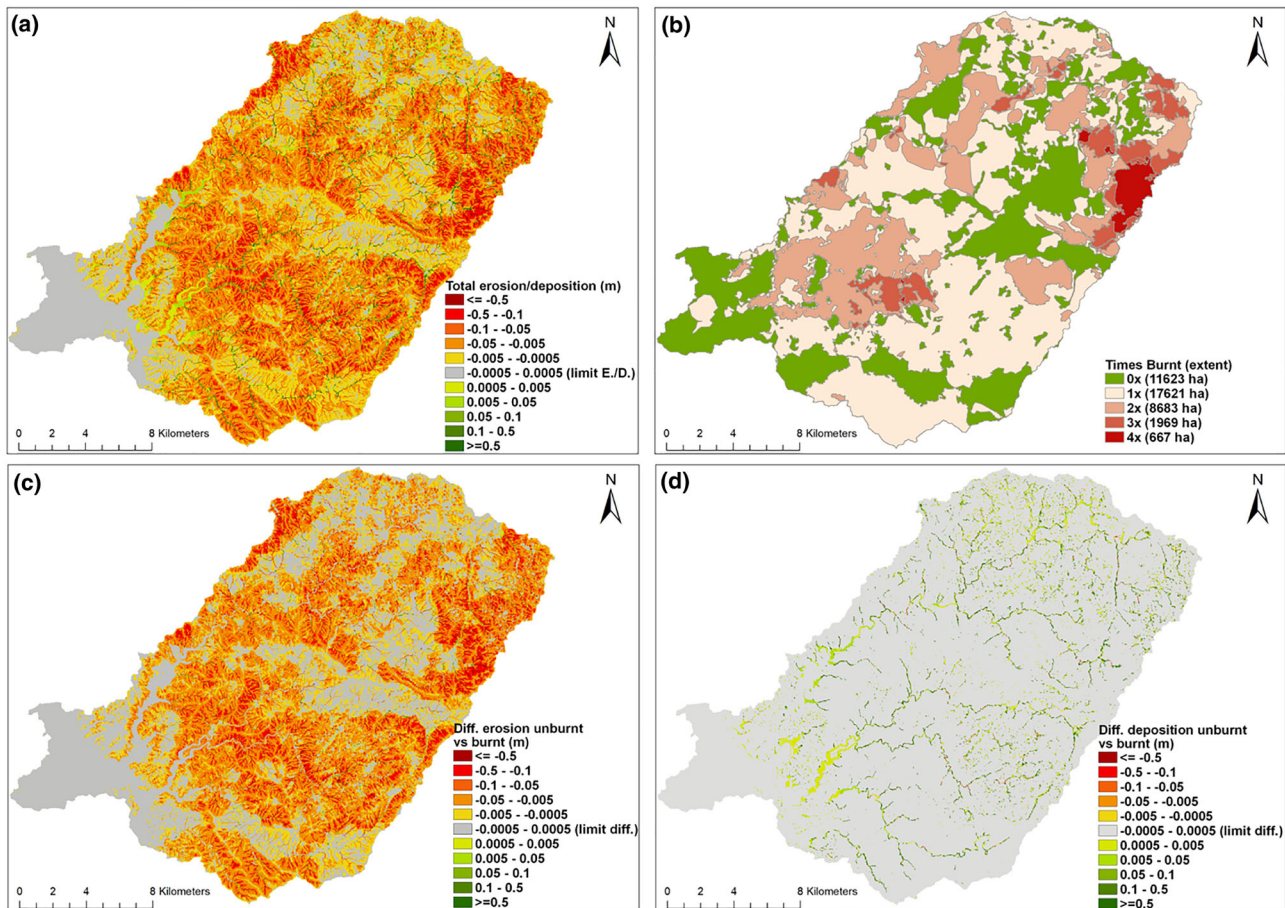 (a)
N
Total erosion/deposition (m)
<= -0.5
-0.5 - -0.1
-0.1 - -0.05
-0.05 - -0.005
-0.005 - -0.0005
-0.0005 - 0.0005 (limit E./D.)
0.0005 - 0.005
0.005 - 0.05
0.05 - 0.1
0.1 - 0.5
>=0.5
0 2 4 8 Kilometers
(b)
N
Times Burnt (extent)
0x (11623 ha)
1x (17621 ha)
2x (8683 ha)
3x (1969 ha)
4x (667 ha)
0 2 4 8 Kilometers
(c)
N
Diff. erosion unburnt
vs burnt (m)
<= -0.5
-0.5 - -0.1
-0.1 - -0.05
-0.05 - -0.005
-0.005 - -0.0005
-0.0005 - 0.0005 (limit diff.)
0.0005 - 0.005
0.005 - 0.05
0.05 - 0.1
0.1 - 0.5
>=0.5
0 2 4 8 Kilometers
(d)
N
Diff. deposition unburnt
vs burnt (m)
<= -0.5
-0.5 - -0.1
-0.1 - -0.05
-0.05 - -0.005
-0.005 - -0.0005
-0.0005 - 0.0005 (limit diff.)
0.0005 - 0.005
0.005 - 0.05
0.05 - 0.1
0.1 - 0.5
>=0.5
0 2 4 8 Kilometers